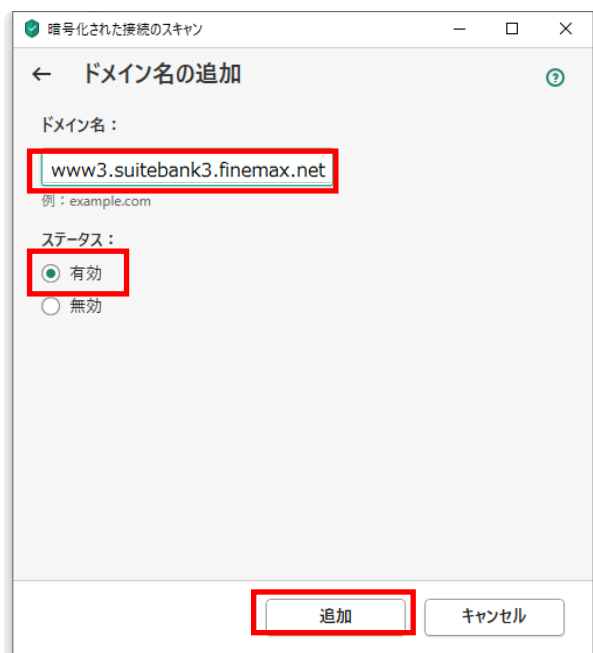 暗号化された接続のスキャン
ドメイン名の追加
ドメイン名：
www3.suitebank3.finemax.net
例：example.com
ステータス：
有効
無効
追加
キャンセル